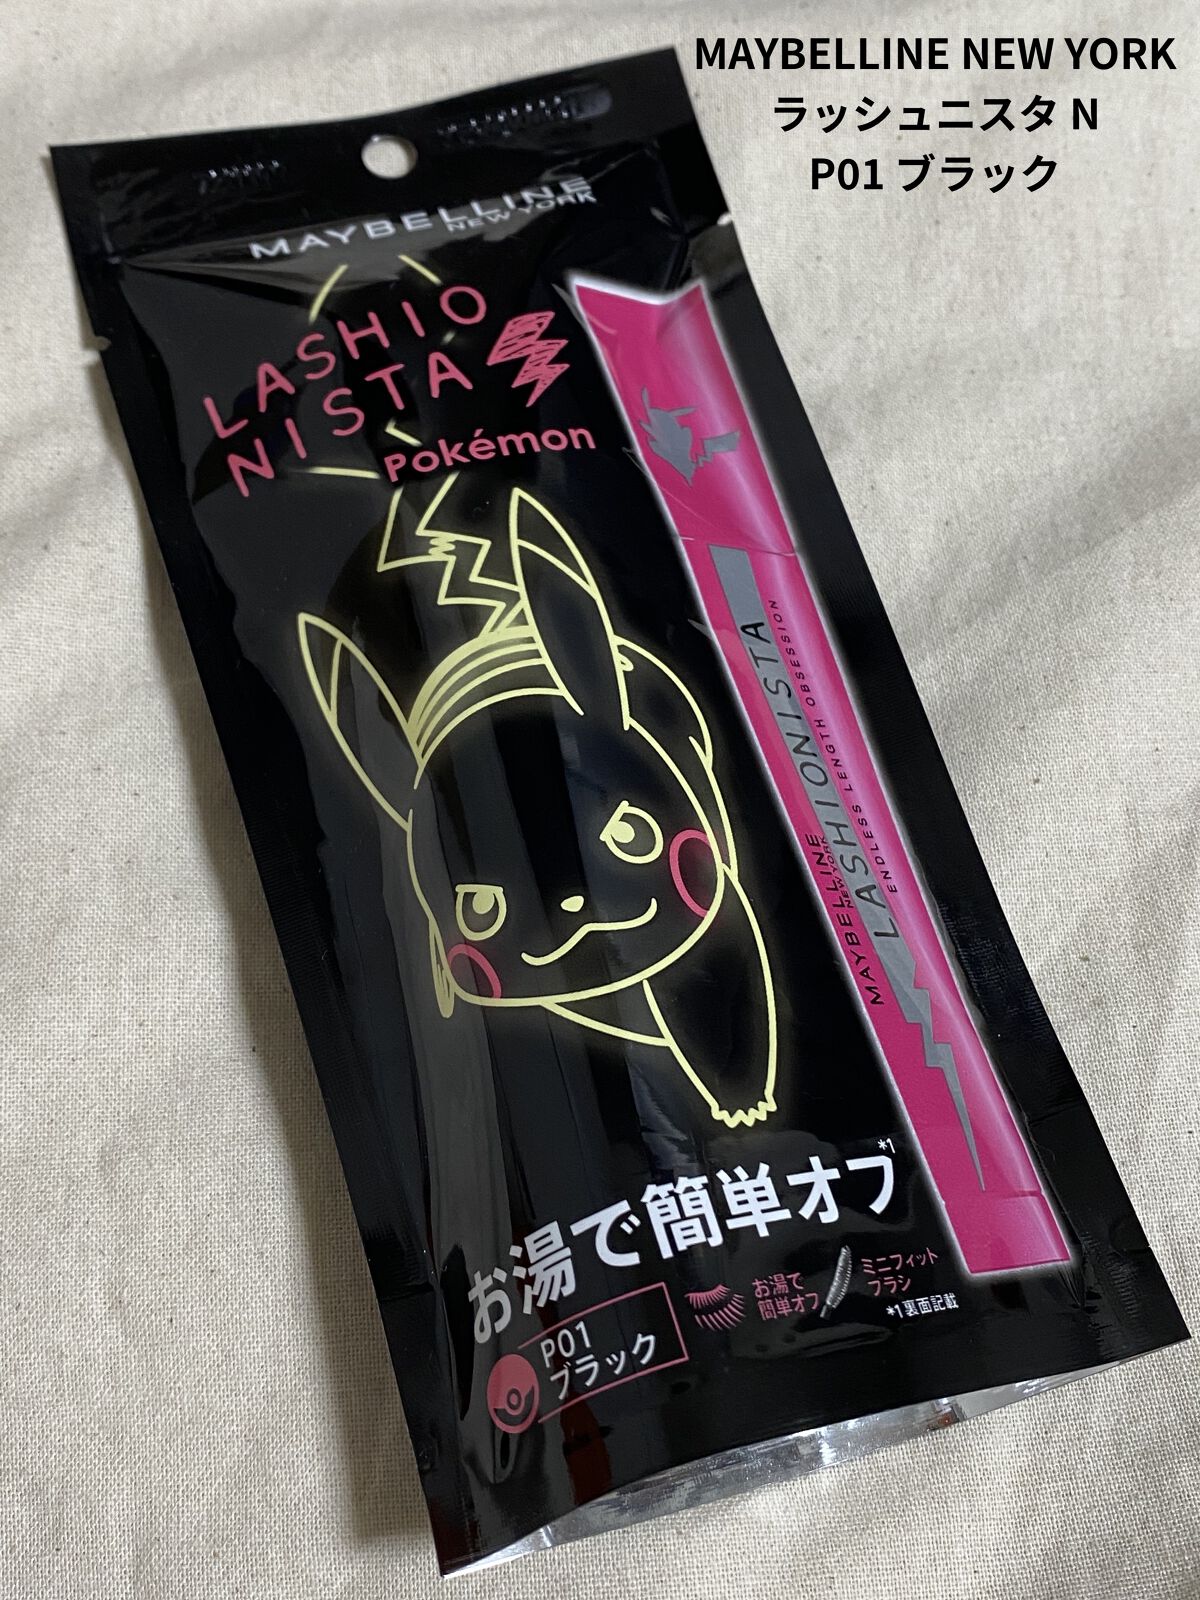 MAYBELLINE NEW YORK
ラッシュニスタ N
P01 ブラック
MAYBELLINE
NEW YORK
LASHIO
NISTA
Pokémon
MAYBELLINE
NEW YORK
LASHIONISTA
ENDLESS LENGTH OBSESSION
お湯で簡単オフ*1
P01
ブラック
お湯で
簡単オフ
ミニフィット
ブラシ
*1裏面記載